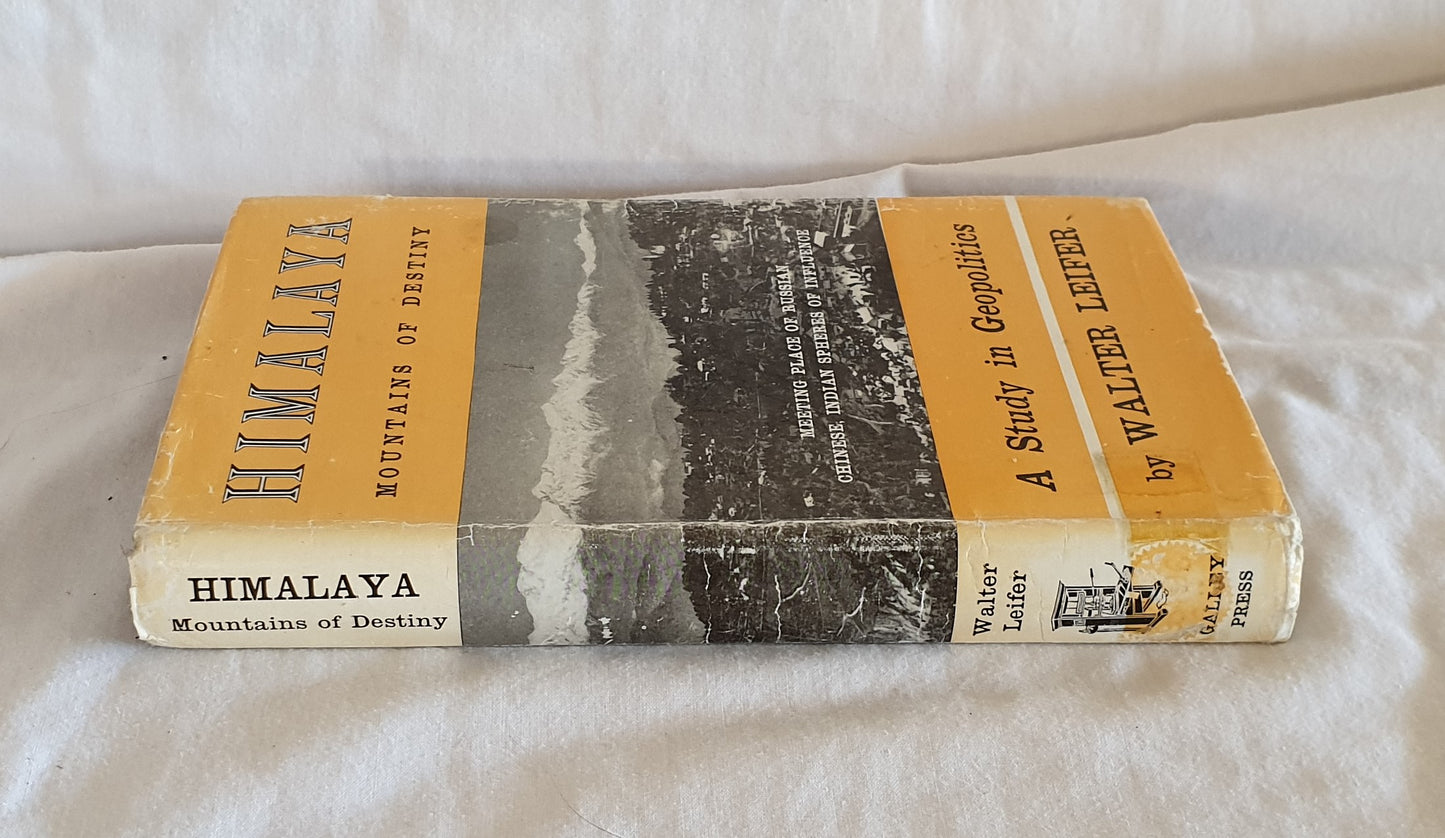 HIMALAYA
MOUNTAINS OF DESTINY
MEETING PLACE OF RUSSIAN
CHINESE, INDIAN SPHERES OF INFLUENCE
A Study in Geopolitics
by WALTER LEIFER
HIMALAYA
Mountains of Destiny
Walter
Leifer
GALLEY
PRESS